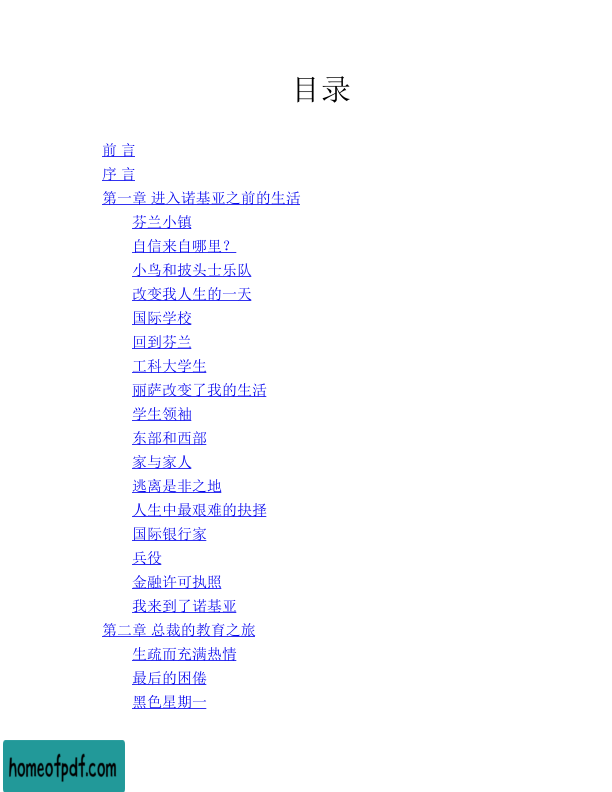 目录
前 言
序 言
第一章 进入诺基亚之前的生活
芬兰小镇
自信来自哪里？
小鸟和披头士乐队
改变我人生的一天
国际学校
回到芬兰
工科大学生
丽萨改变了我的生活
学生领袖
东部和西部
家与家人
逃离是非之地
人生中最艰难的抉择
国际银行家
兵役
金融许可执照
我来到了诺基亚
第二章 总裁的教育之旅
生疏而充满热情
最后的困倦
黑色星期一
homeofpdf.com